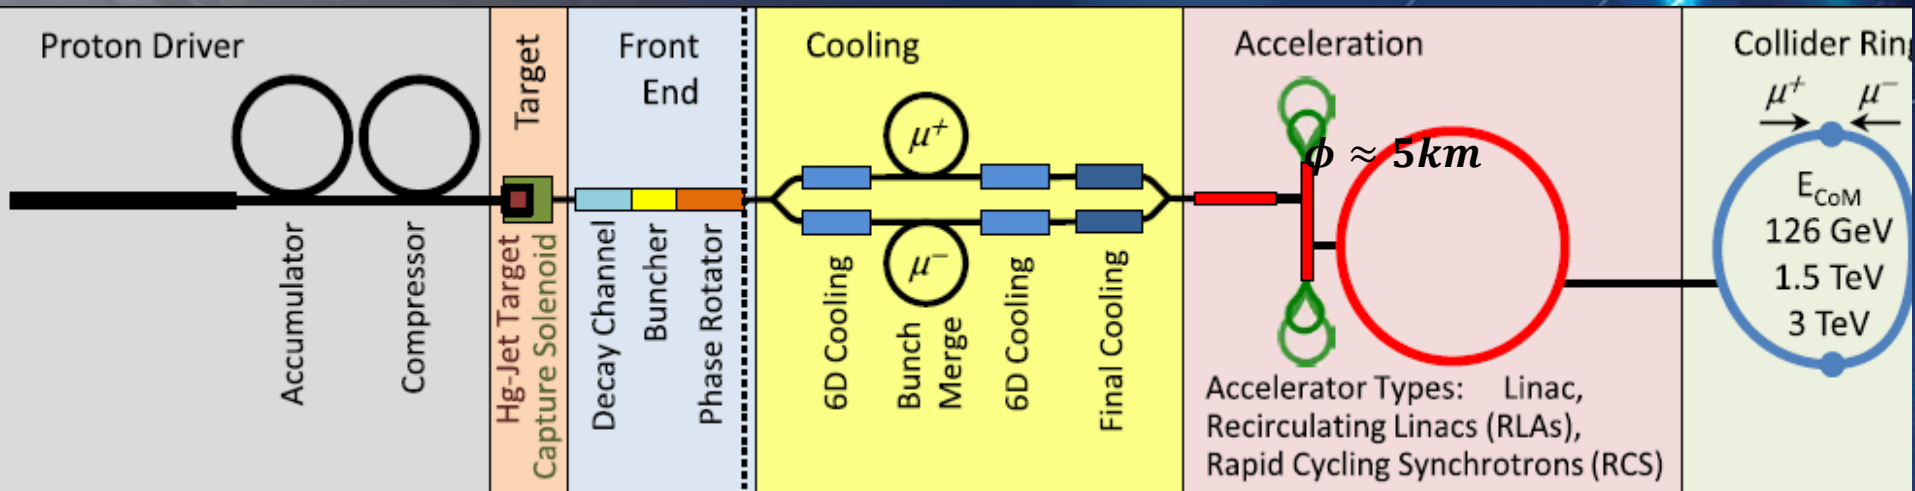 Proton Driver
Accumulator
Compressor
Target
Hg-Jet Target
Capture Solenoid
Front
End
Decay Channel
Buncher
Phase Rotator
Cooling
μ⁺
μ⁻
6D Cooling
Bunch
Merge
6D Cooling
Final Cooling
Acceleration
ϕ ≈ 5km
Accelerator Types: Linac,
Recirculating Linacs (RLAs),
Rapid Cycling Synchrotrons (RCS)
Collider Ring
μ⁺ μ⁻
E_CoM
126 GeV
1.5 TeV
3 TeV